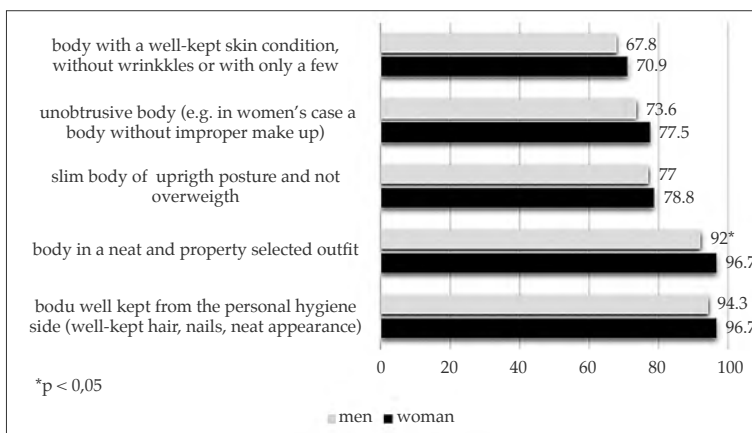 body with a well-kept skin condition,
without wrinkkles or with only a few
67.8
70.9
unobtrusive body (e.g. in women's case a
body without improper make up)
73.6
77.5
slim body of uprigth posture and not
overweigth
77
78.8
body in a neat and property selected outfit
92*
96.7
bodu well kept from the personal hygiene
side (well-kept hair, nails, neat appearance)
94.3
96.7
0 20 40 60 80 100
*p < 0,05
men woman